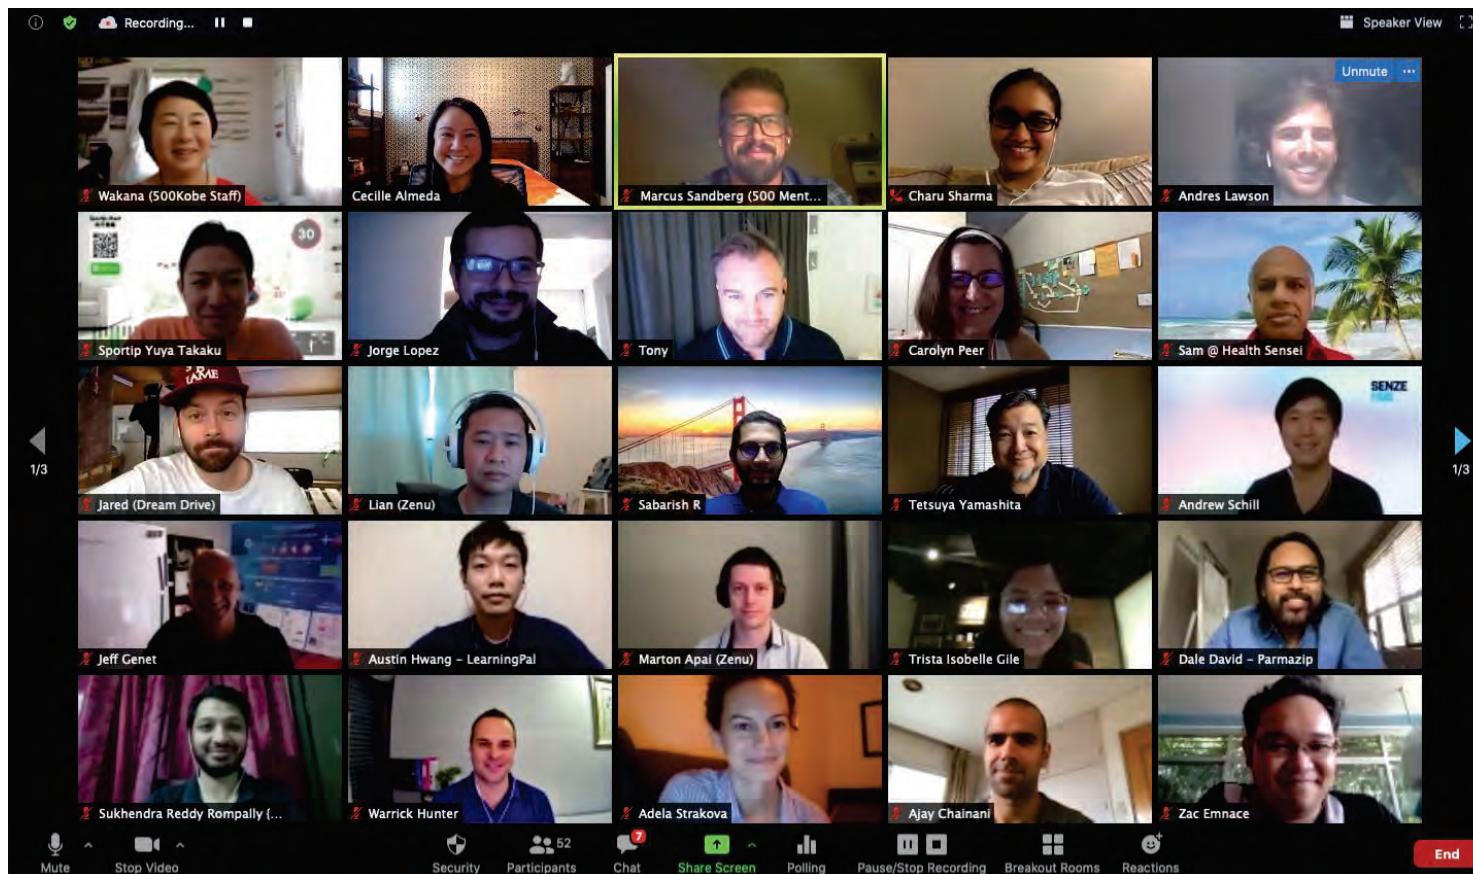 Recording...
Speaker View
Unmute ...
Wakana (500Kobe Staff)
Cecille Almeda
Marcus Sandberg (500 Ment...
Charu Sharma
Andres Lawson
30
Sportip Yuya Takaku
Jorge Lopez
Tony
Carolyn Peer
Sam @ Health Sensei
AME
SENZE
HUB
1/3
1/3
Jared (Dream Drive)
Lian (Zenu)
Sabarish R
Tetsuya Yamashita
Andrew Schill
Jeff Genet
Austin Hwang – LearningPal
Marton Apai (Zenu)
Trista Isobelle Gile
Dale David – Parmazip
Sukhendra Reddy Rompally (...
Warrick Hunter
Adela Strakova
Ajay Chainani
Zac Emnace
52
7
Mute
Stop Video
Security
Participants
Chat
Share Screen
Polling
Pause/Stop Recording
Breakout Rooms
Reactions
End